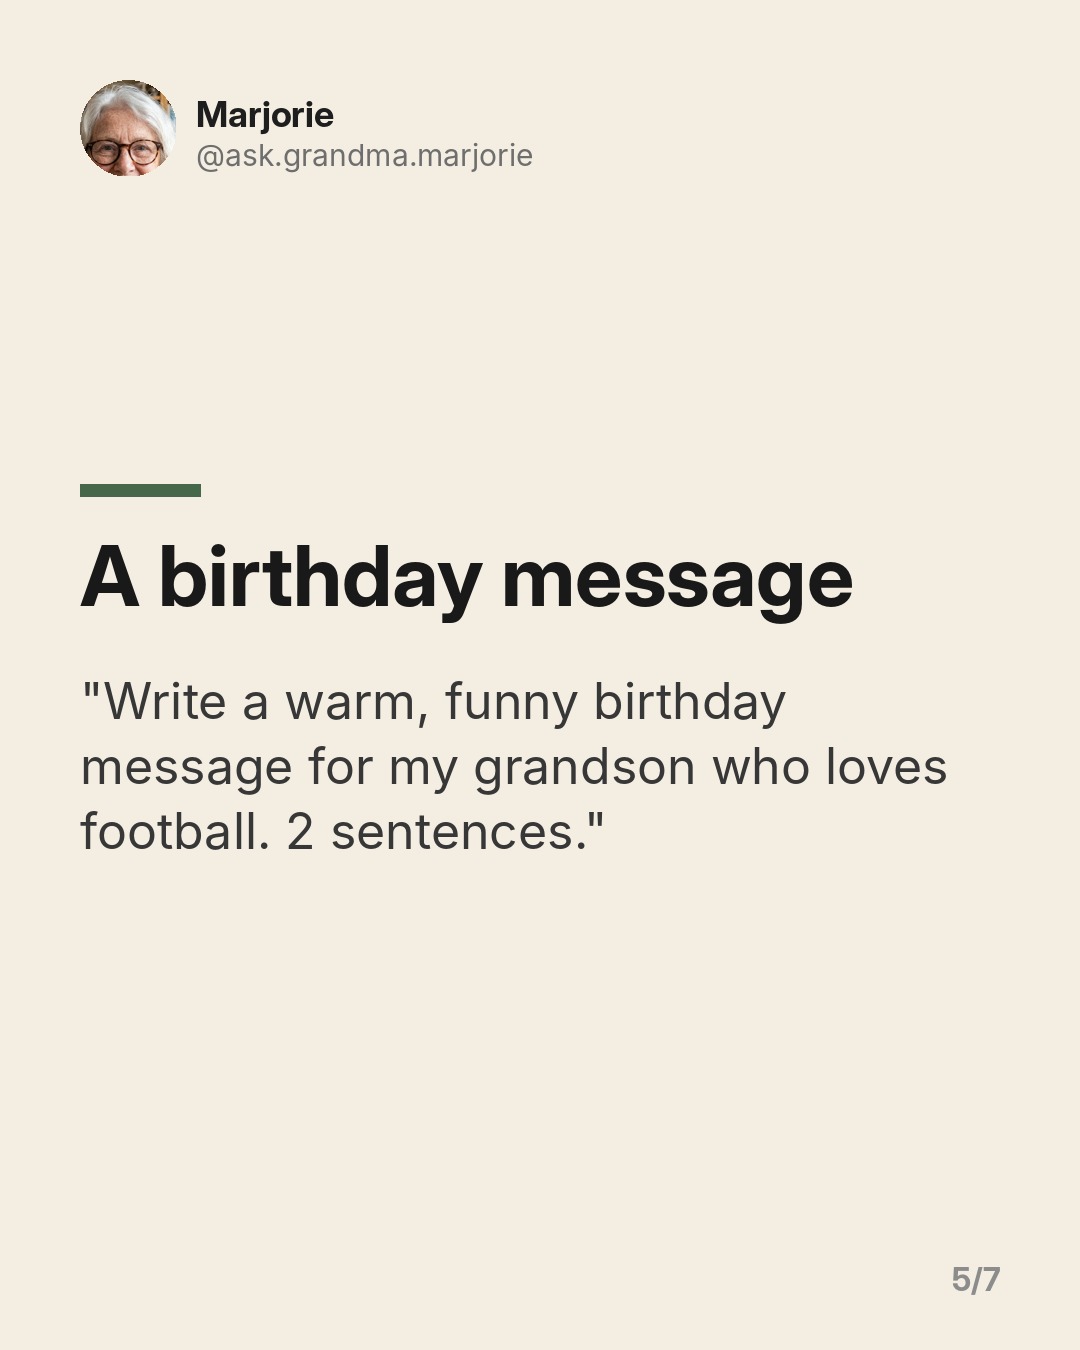 Marjorie
@ask.grandma.marjorie
A birthday message
"Write a warm, funny birthday
message for my grandson who loves
football. 2 sentences."
5/7